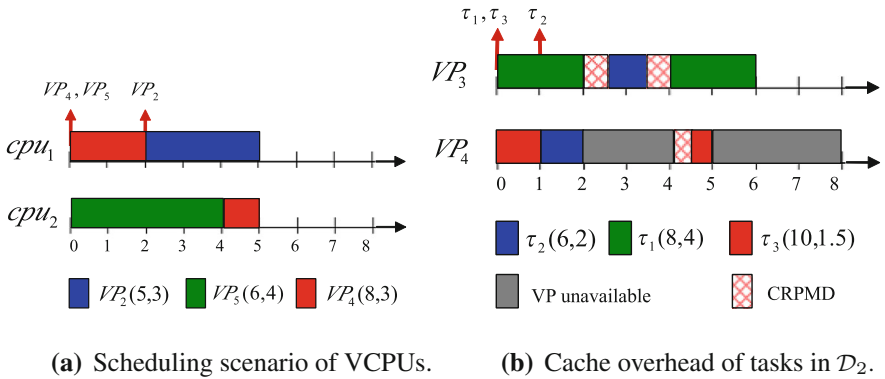 VP₄, VP₅ VP₂
cpu₁
cpu₂
0 1 2 3 4 5 6 7 8
VP₂(5,3) VP₅(6,4) VP₄(8,3)
(a) Scheduling scenario of VCPUs.
τ₁, τ₃ τ₂
VP₃
VP₄
0 1 2 3 4 5 6 7 8
τ₂(6,2) τ₁(8,4) τ₃(10,1.5)
VP unavailable CRPMD
(b) Cache overhead of tasks in 𝒟₂.